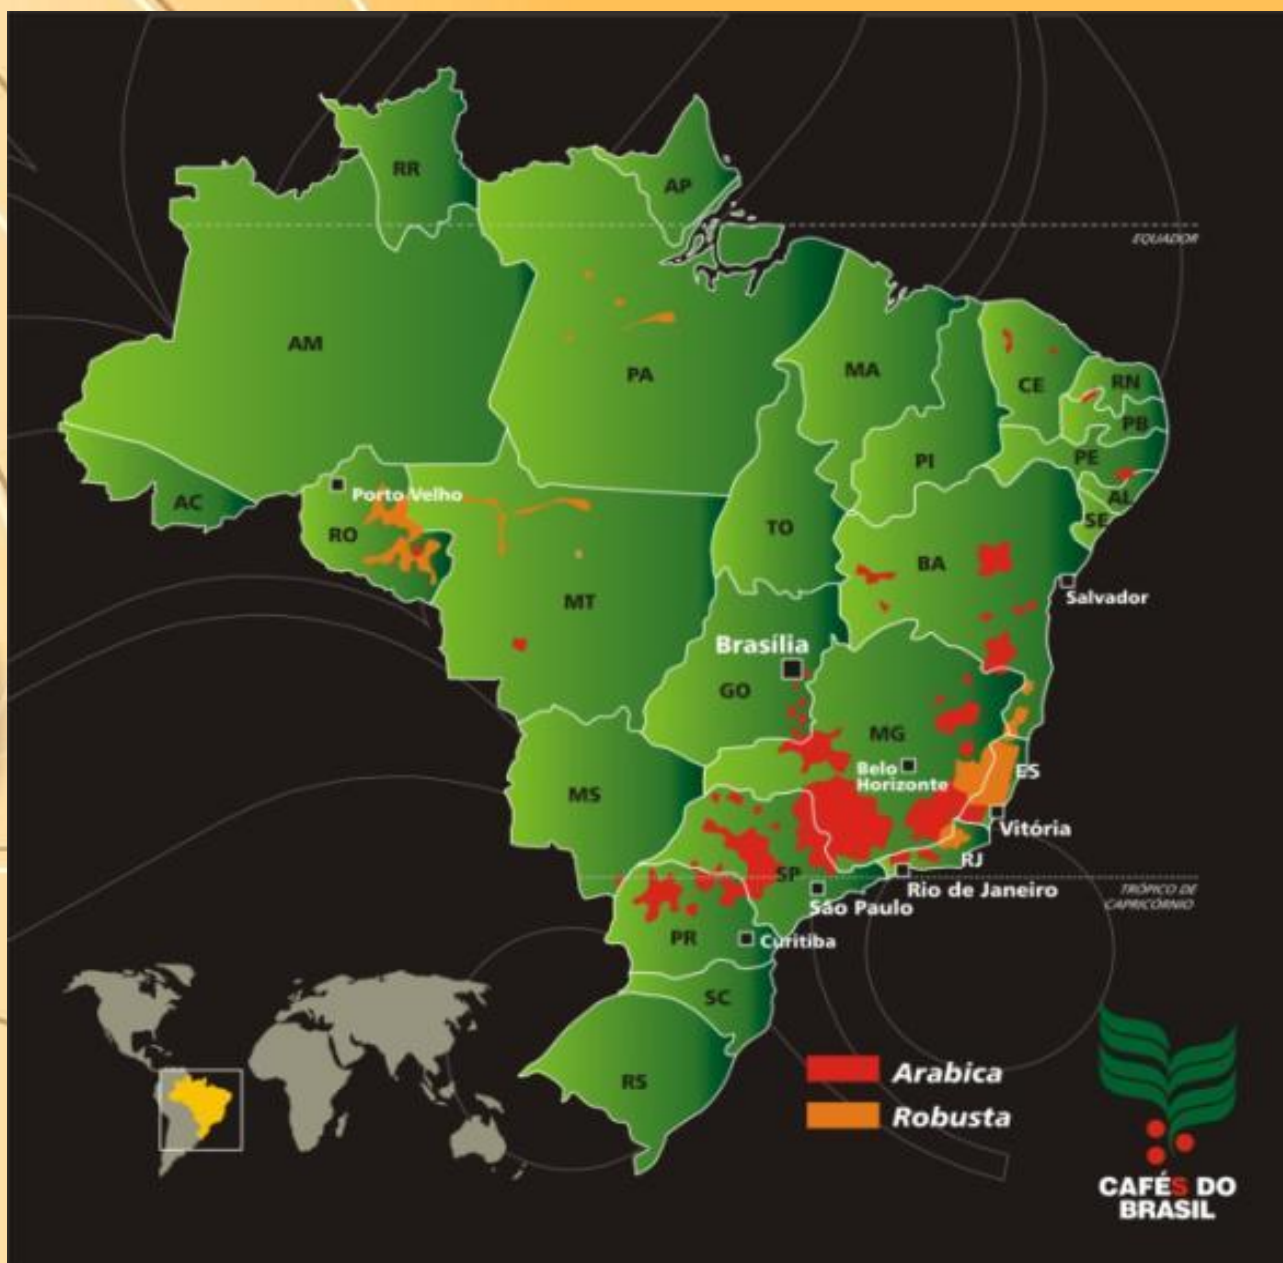 RR
AP
EQUADOR
AM
PA
MA
CE
RN
PB
PE
PI
AL
SE
AC
Porto Velho
RO
TO
BA
MT
Salvador
Brasília
GO
MG
Belo
Horizonte
ES
MS
Vitória
RJ
SP
Rio de Janeiro
TRÓPICO DE
CAPRICÓRNIO
São Paulo
PR
Curitiba
SC
RS
Arabica
Robusta
CAFÉS DO
BRASIL